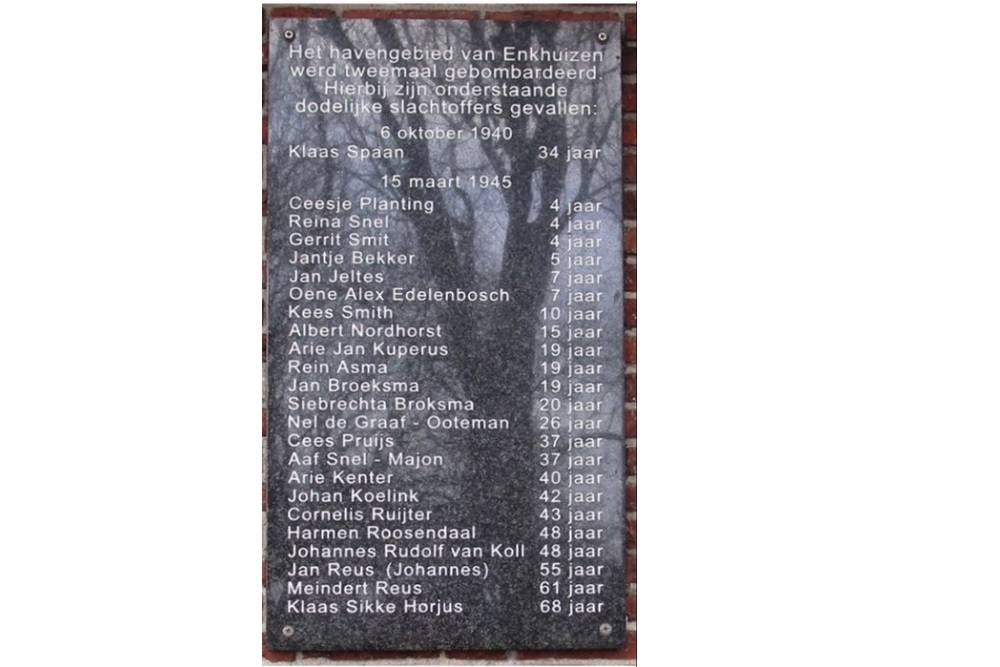 Het havengebied van Enkhuizen
werd tweemaal gebombardeerd.
Hierbij zijn onderstaande
dodelijke slachtoffers gevallen:
6 oktober 1940
Klaas Spaan 34 jaar
15 maart 1945
Ceesje Planting 4 jaar
Reina Snel 4 jaar
Gerrit Smit 4 jaar
Jantje Bekker 5 jaar
Jan Jeltes 7 jaar
Oene Alex Edelenbosch 7 jaar
Kees Smith 10 jaar
Albert Nordhorst 15 jaar
Arie Jan Kuperus 19 jaar
Rein Asma 19 jaar
Jan Broeksma 19 jaar
Siebrechta Broksma 20 jaar
Nel de Graaf - Ooteman 26 jaar
Cees Pruijs 37 jaar
Aaf Snel - Majon 37 jaar
Arie Kenter 40 jaar
Johan Koelink 42 jaar
Cornelis Ruijter 43 jaar
Harmen Roosendaal 48 jaar
Johannes Rudolf van Koll 48 jaar
Jan Reus (Johannes) 55 jaar
Meindert Reus 61 jaar
Klaas Sikke Horjus 68 jaar